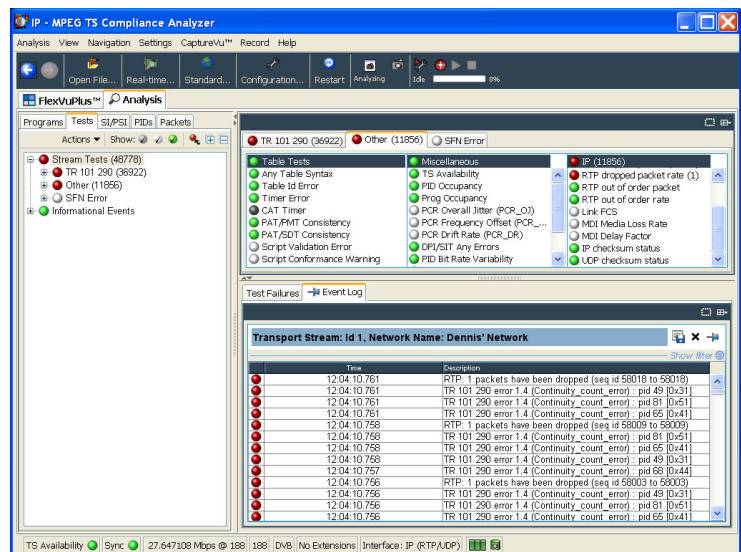 IP - MPEG TS Compliance Analyzer
Analysis View Navigation Settings CaptureVu™ Record Help
Open File... Real-time... Standard... Configuration... Restart Analyzing Idle 0%
FlexVuPlus™ Analysis
Programs Tests SI/PSI PIDs Packets
Actions Show:
Stream Tests (48778)
TR 101 290 (36922)
Other (11856)
SFN Error
Informational Events
TR 101 290 (36922) Other (11856) SFN Error
Table Tests
Any Table Syntax
Table Id Error
Timer Error
CAT Timer
PAT/PMT Consistency
PAT/SDT Consistency
Script Validation Error
Script Conformance Warning
Miscellaneous
TS Availability
PID Occupancy
Prog Occupancy
PCR Overall Jitter (PCR_OJ)
PCR Frequency Offset (PCR_...
PCR Drift Rate (PCR_DR)
DPI/SIT Any Errors
PID Bit Rate Variability
IP (11856)
RTP dropped packet rate (1)
RTP out of order packet
RTP out of order rate
Link FCS
MDI Media Loss Rate
MDI Delay Factor
IP checksum status
UDP checksum status
Test Failures Event Log
Transport Stream: Id 1, Network Name: Dennis' Network
Show filter
Time Description
12:04:10.761 RTP: 1 packets have been dropped (seq id 58018 to 58018)
12:04:10.761 TR 101 290 error 1.4 (Continuity_count_error) : pid 49 [0x31]
12:04:10.761 TR 101 290 error 1.4 (Continuity_count_error) : pid 81 [0x51]
12:04:10.761 TR 101 290 error 1.4 (Continuity_count_error) : pid 65 [0x41]
12:04:10.758 RTP: 1 packets have been dropped (seq id 58009 to 58009)
12:04:10.758 TR 101 290 error 1.4 (Continuity_count_error) : pid 81 [0x51]
12:04:10.758 TR 101 290 error 1.4 (Continuity_count_error) : pid 65 [0x41]
12:04:10.758 TR 101 290 error 1.4 (Continuity_count_error) : pid 49 [0x31]
12:04:10.757 TR 101 290 error 1.4 (Continuity_count_error) : pid 68 [0x44]
12:04:10.756 RTP: 1 packets have been dropped (seq id 58003 to 58003)
12:04:10.756 TR 101 290 error 1.4 (Continuity_count_error) : pid 49 [0x31]
12:04:10.756 TR 101 290 error 1.4 (Continuity_count_error) : pid 81 [0x51]
12:04:10.756 TR 101 290 error 1.4 (Continuity_count_error) : pid 65 [0x41]
TS Availability Sync 27.647108 Mbps @ 188 188 DVB No Extensions Interface: IP (RTP/UDP)